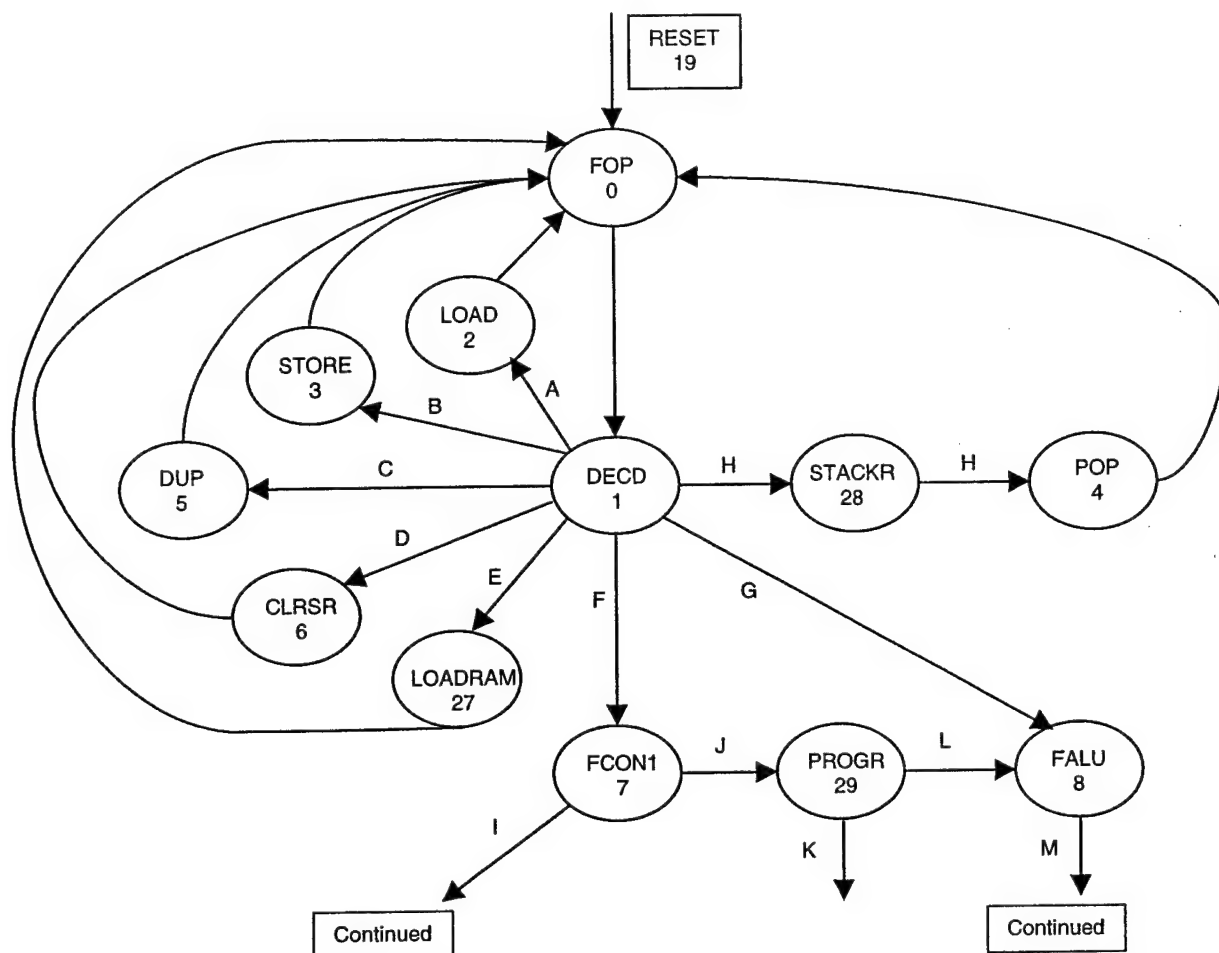 RESET
19
FOP
0
LOAD
2
STORE
3
A
B
C
DUP
5
DECD
1
H
STACKR
28
H
POP
4
D
E
F
G
CLRSR
6
LOADRAM
27
FCON1
7
J
PROGR
29
L
FALU
8
I
K
M
Continued
Continued